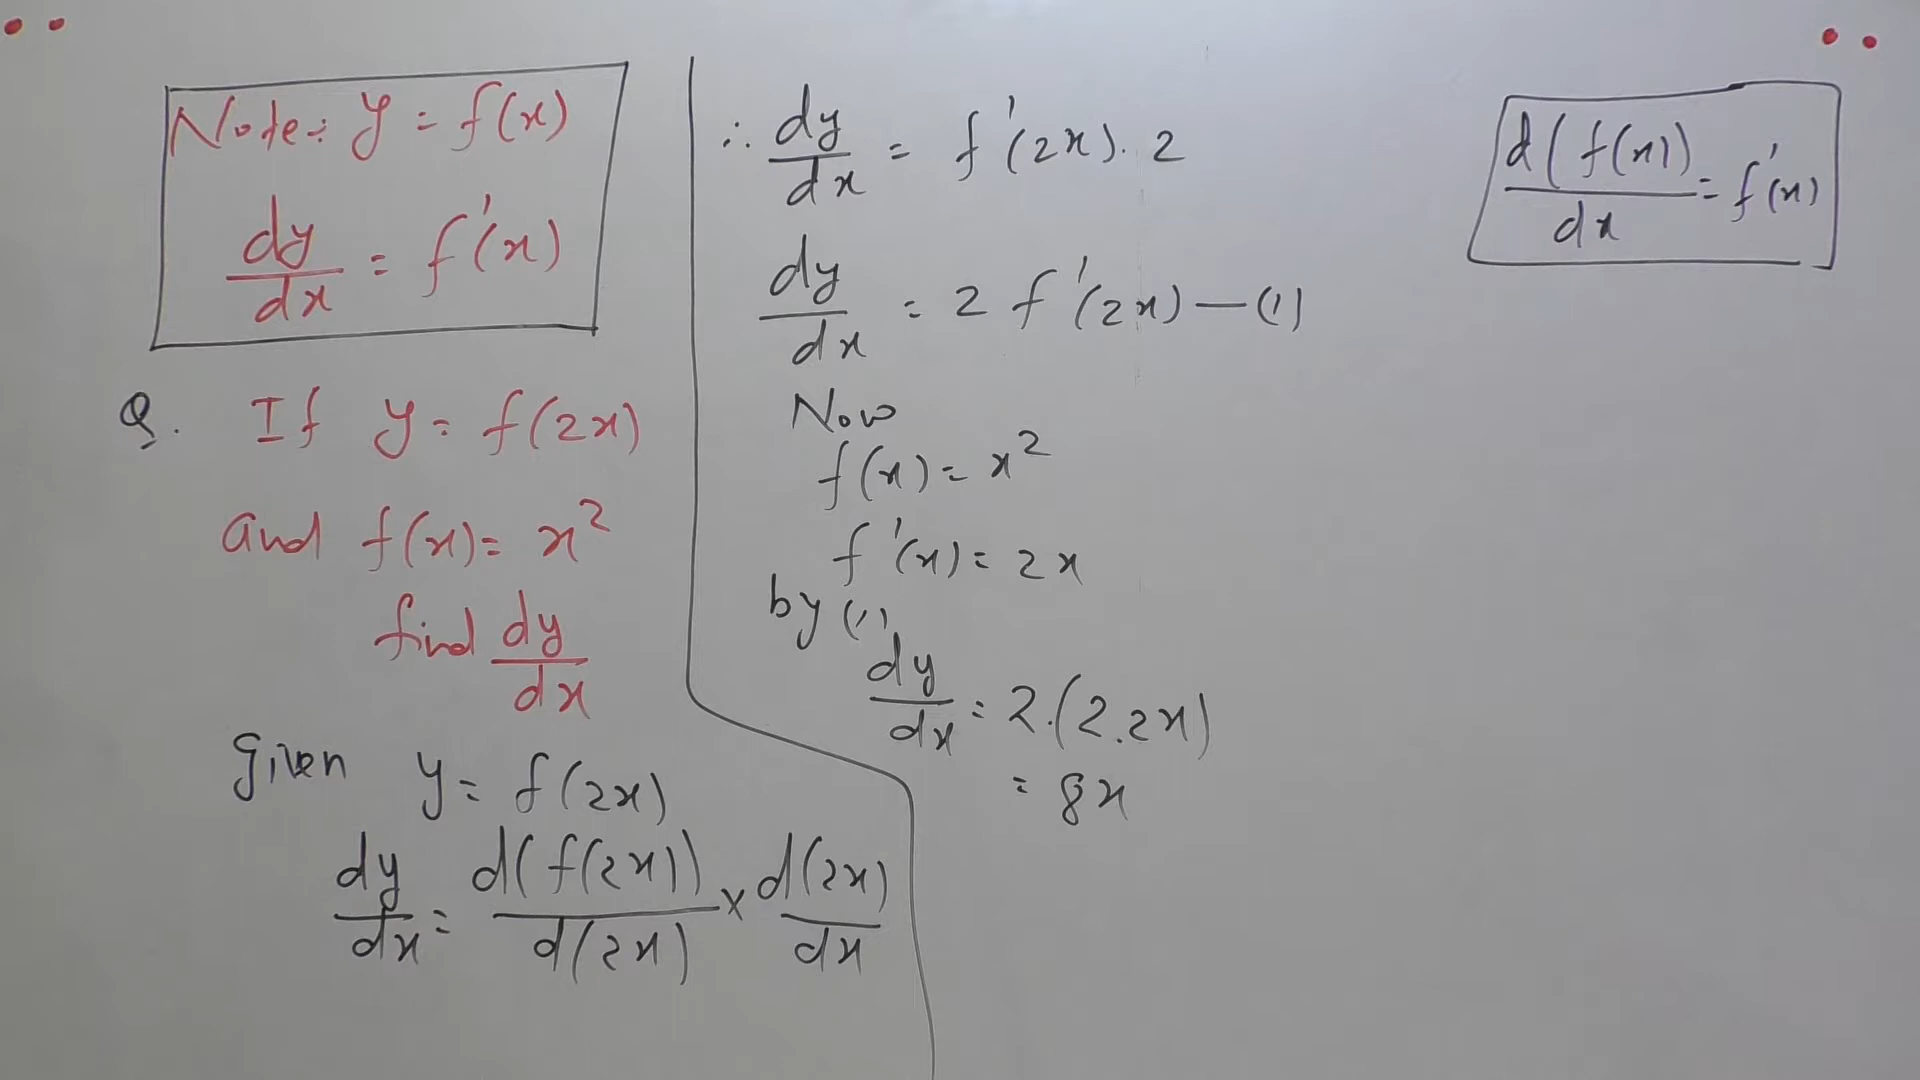 Note: y = f(x)
dy/dx = f'(x)
Q. If y = f(2x)
and f(x) = x²
find dy/dx
Given y = f(2x)
dy/dx = d(f(2x))/d(2x) × d(2x)/dx
∴ dy/dx = f'(2x). 2
dy/dx = 2 f'(2x) — (1)
Now
f(x) = x²
f'(x) = 2x
by (1)
dy/dx = 2.(2.2x)
= 8x
d(f(x))/dx = f'(x)